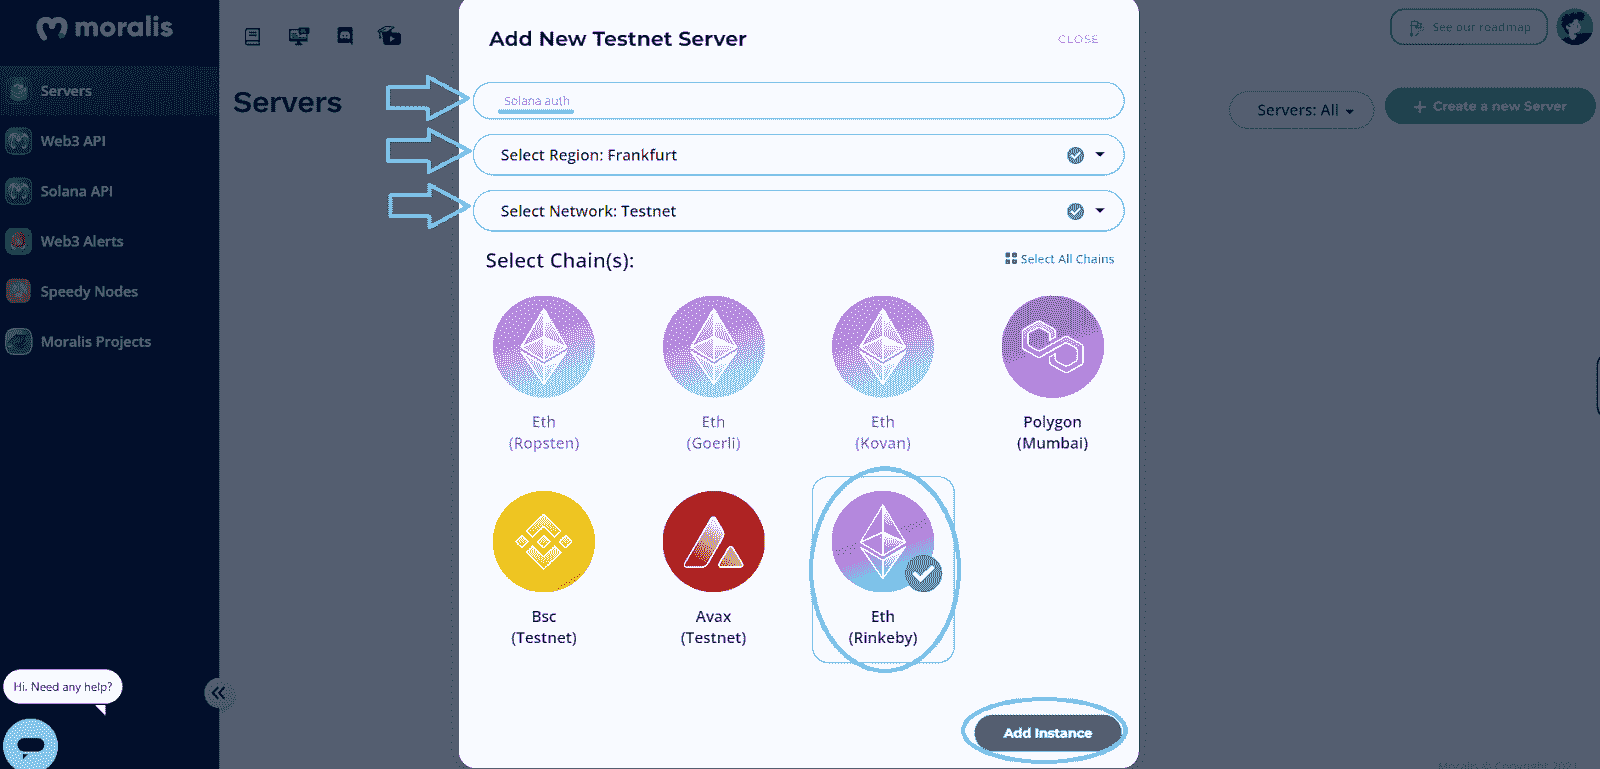 moralis
Servers
Web3 API
Solana API
Web3 Alerts
Speedy Nodes
Moralis Projects
Hi. Need any help?
Servers
Add New Testnet Server
CLOSE
Solana auth
Select Region: Frankfurt
Select Network: Testnet
Select Chain(s):
Select All Chains
Eth
(Ropsten)
Eth
(Goerli)
Eth
(Kovan)
Polygon
(Mumbai)
Bsc
(Testnet)
Avax
(Testnet)
Eth
(Rinkeby)
Add Instance
See our roadmap
Servers: All
+ Create a new Server
Moralis © Copyright 2021